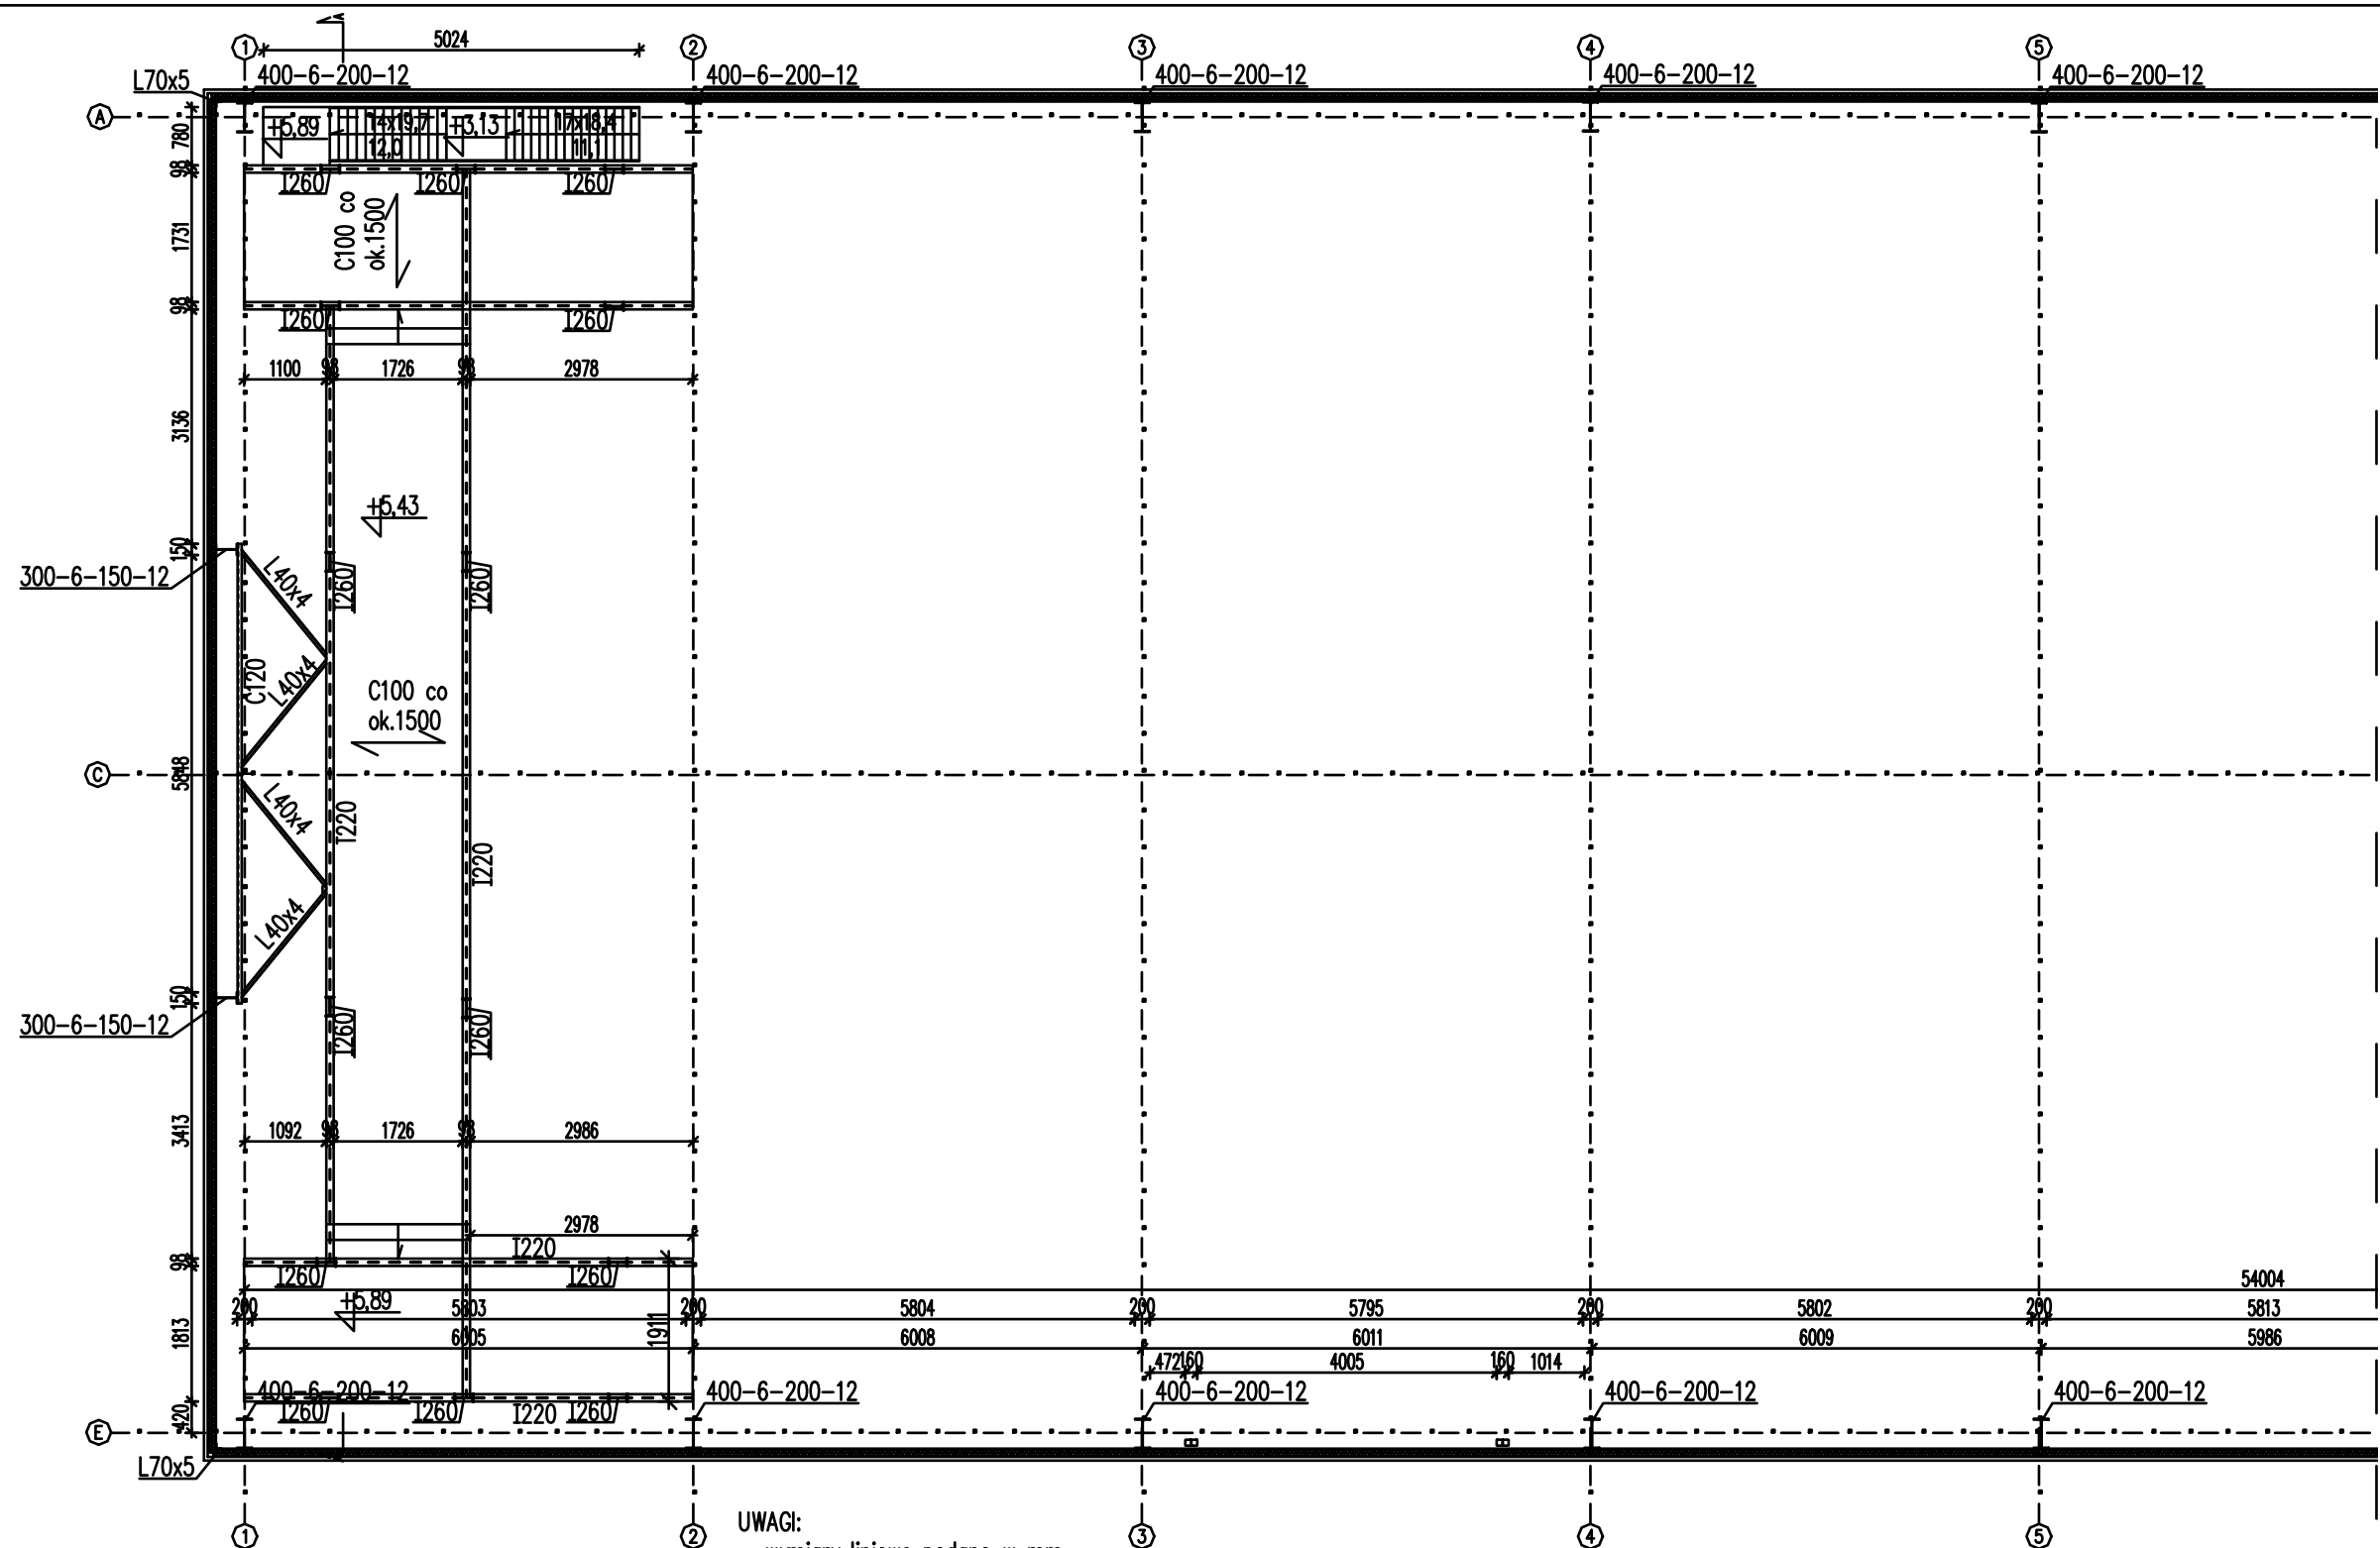 A
5024
1
2
3
4
5
L70x5
400-6-200-12
400-6-200-12
400-6-200-12
400-6-200-12
400-6-200-12
A
780
+5,89
14x19,7
12,0
+3,13
17x18,4
11,1
98
I260
I260
I260
1731
C100 co
ok.1500
98
I260
I260
1100
98
1726
98
2978
3136
+5,43
150
300-6-150-12
L40x4
I260
I260
C120
L40x4
C100 co
ok.1500
C
5848
L40x4
I220
I220
L40x4
150
300-6-150-12
I260
I260
3413
1092
98
1726
98
2986
2978
I220
98
I260
I260
54004
+5,89
200
5803
200
5804
200
5795
200
5802
200
5813
1813
1911
6005
6008
6011
6009
5986
472
160
4005
160
1014
400-6-200-12
400-6-200-12
400-6-200-12
400-6-200-12
400-6-200-12
420
I260
I260
I220
I260
E
L70x5
UWAGI:
wymiary liniowe podano w mm
1
2
3
4
5